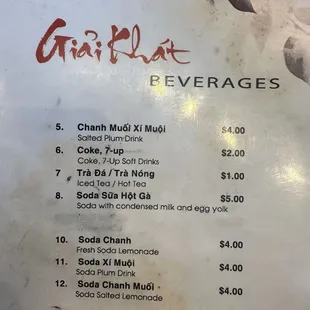 Giải Khát
BEVERAGES
5. Chanh Muối Xí Muội $4.00
Salted Plum Drink
6. Coke, 7-up $2.00
Coke, 7-Up Soft Drinks
7 Trà Đá / Trà Nóng $1.00
Iced Tea / Hot Tea
8. Soda Sữa Hột Gà $5.00
Soda with condensed milk and egg yolk
10. Soda Chanh $4.00
Fresh Soda Lemonade
11. Soda Xí Muội $4.00
Soda Plum Drink
12. Soda Chanh Muối $4.00
Soda Salted Lemonade